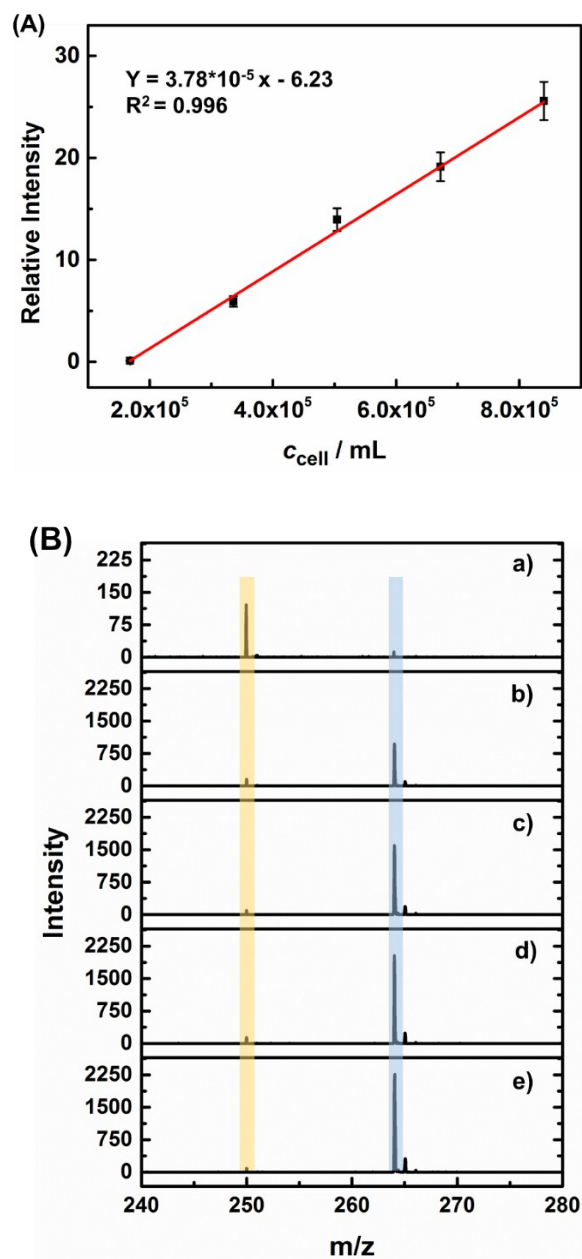 (A)
30
20
10
0
Relative Intensity
Y = 3.78*10⁻⁵ x - 6.23
R² = 0.996
2.0x10⁵ 4.0x10⁵ 6.0x10⁵ 8.0x10⁵
c_cell / mL
(B)
Intensity
225
150
75
0
a)
2250
1500
750
0
b)
2250
1500
750
0
c)
2250
1500
750
0
d)
2250
1500
750
0
e)
240 250 260 270 280
m/z